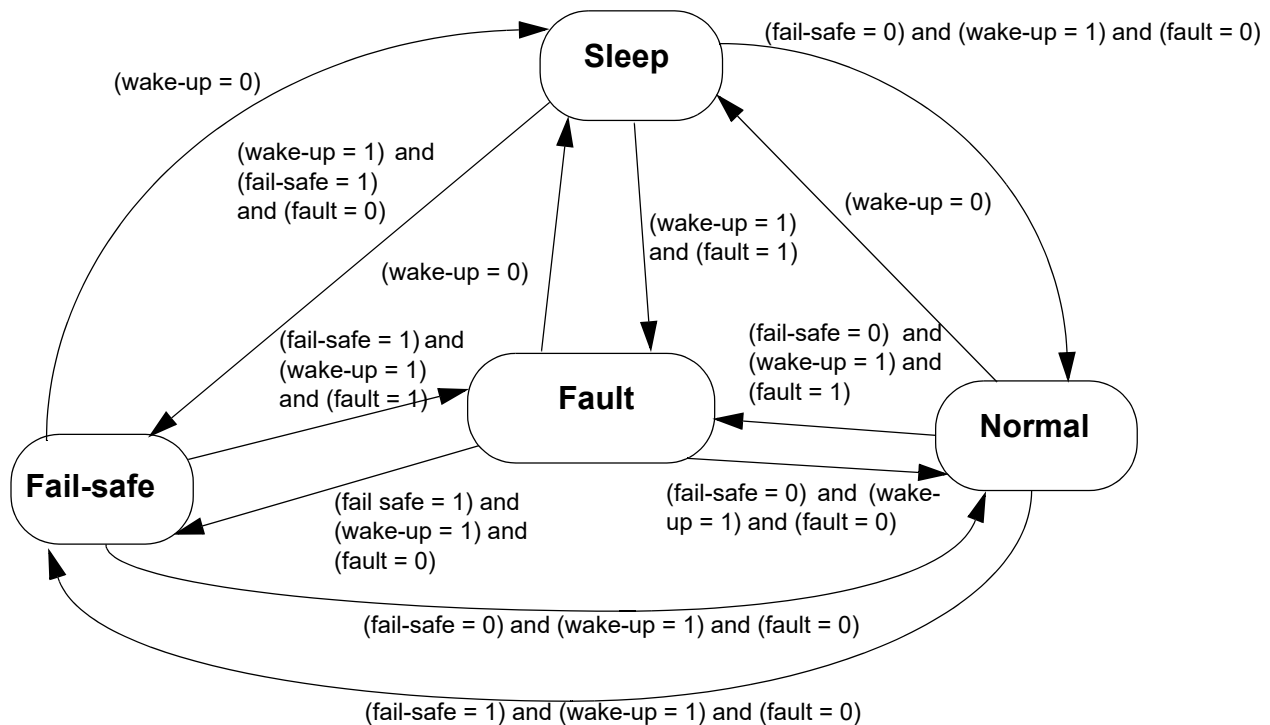 Sleep
(fail-safe = 0) and (wake-up = 1) and (fault = 0)
(wake-up = 0)
(wake-up = 1) and
(fail-safe = 1)
and (fault = 0)
(wake-up = 0)
(wake-up = 1)
and (fault = 1)
(wake-up = 0)
(fail-safe = 1) and
(wake-up = 1)
and (fault = 1)
(fail-safe = 0) and
(wake-up = 1) and
(fault = 1)
Fault
Normal
Fail-safe
(fail safe = 1) and
(wake-up = 1) and
(fault = 0)
(fail-safe = 0) and (wake-
up = 1) and (fault = 0)
(fail-safe = 0) and (wake-up = 1) and (fault = 0)
(fail-safe = 1) and (wake-up = 1) and (fault = 0)